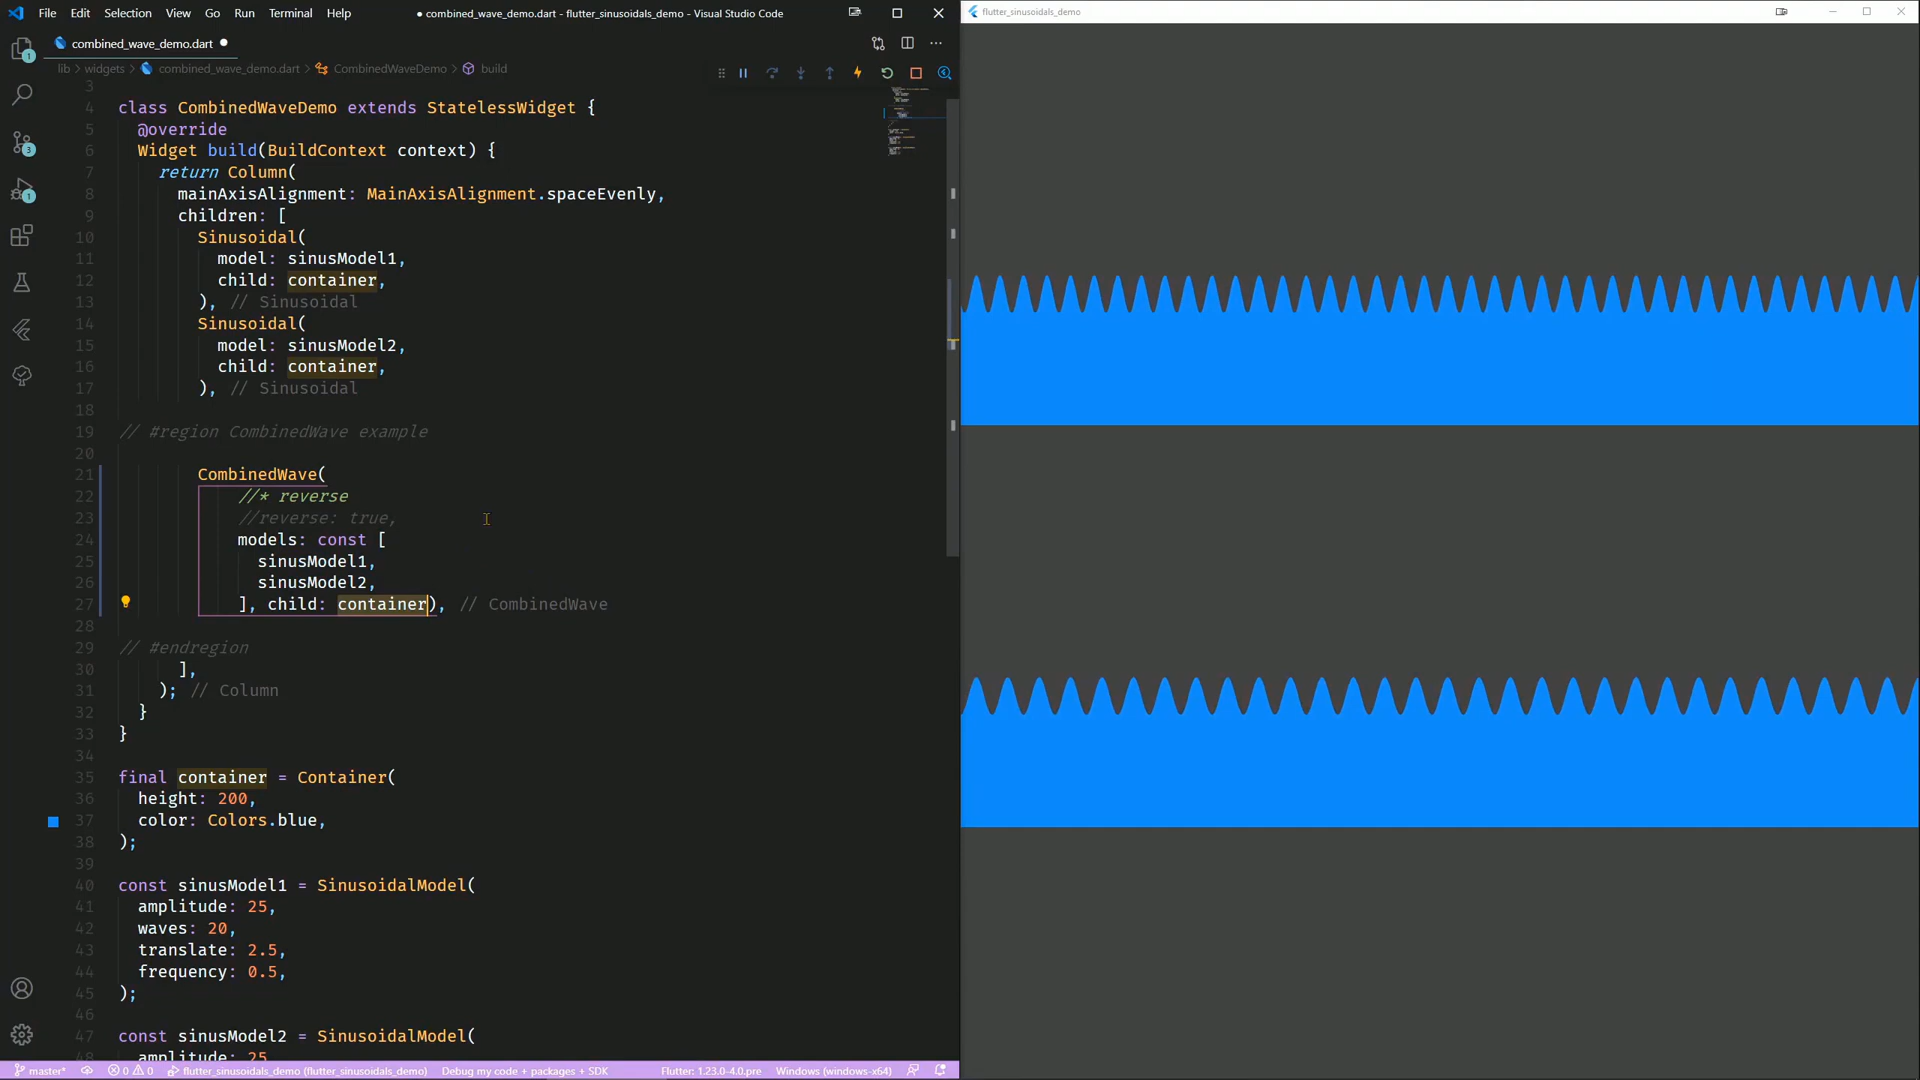 File Edit Selection View Go Run Terminal Help
● combined_wave_demo.dart - flutter_sinusoidals_demo - Visual Studio Code
flutter_sinusoidals_demo
combined_wave_demo.dart
lib › widgets › combined_wave_demo.dart › CombinedWaveDemo › build
3
4 class CombinedWaveDemo extends StatelessWidget {
5 @override
6 Widget build(BuildContext context) {
7 return Column(
8 mainAxisAlignment: MainAxisAlignment.spaceEvenly,
9 children: [
10 Sinusoidal(
11 model: sinusModel1,
12 child: container,
13 ), // Sinusoidal
14 Sinusoidal(
15 model: sinusModel2,
16 child: container,
17 ), // Sinusoidal
18
19 // #region CombinedWave example
20
21 CombinedWave(
22 //* reverse
23 //reverse: true,
24 models: const [
25 sinusModel1,
26 sinusModel2,
27 ], child: container), // CombinedWave
28
29 // #endregion
30 ],
31 ); // Column
32 }
33 }
34
35 final container = Container(
36 height: 200,
37 color: Colors.blue,
38 );
39
40 const sinusModel1 = SinusoidalModel(
41 amplitude: 25,
42 waves: 20,
43 translate: 2.5,
44 frequency: 0.5,
45 );
46
47 const sinusModel2 = SinusoidalModel(
48 amplitude: 25
1
3
1
master* 0 0 flutter_sinusoidals_demo (flutter_sinusoidals_demo) Debug my code + packages + SDK Flutter: 1.23.0-4.0.pre Windows (windows-x64)